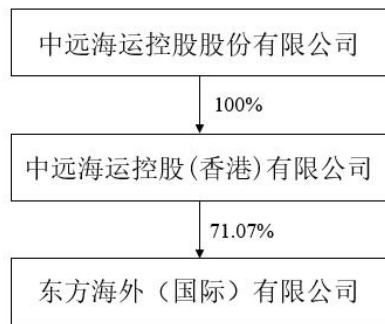 中远海运控股股份有限公司
100%
中远海运控股(香港)有限公司
71.07%
东方海外（国际）有限公司